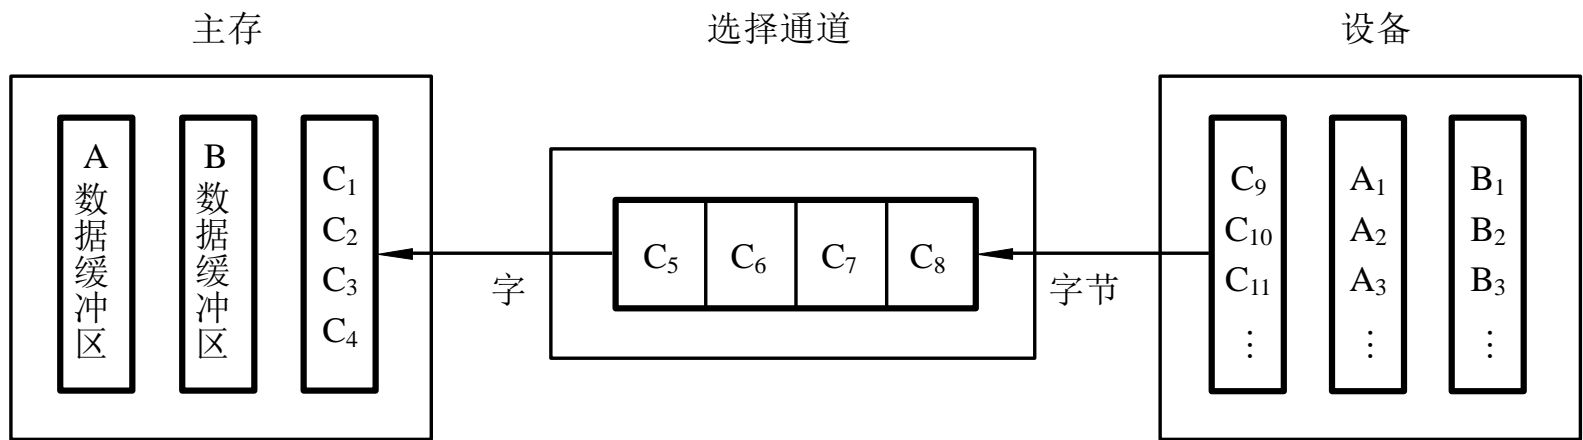 主存
选择通道
设备
A数据缓冲区
B数据缓冲区
C₁
C₂
C₃
C₄
字
C₅ C₆ C₇ C₈
字节
C₉
C₁₀
C₁₁
⋮
A₁
A₂
A₃
⋮
B₁
B₂
B₃
⋮